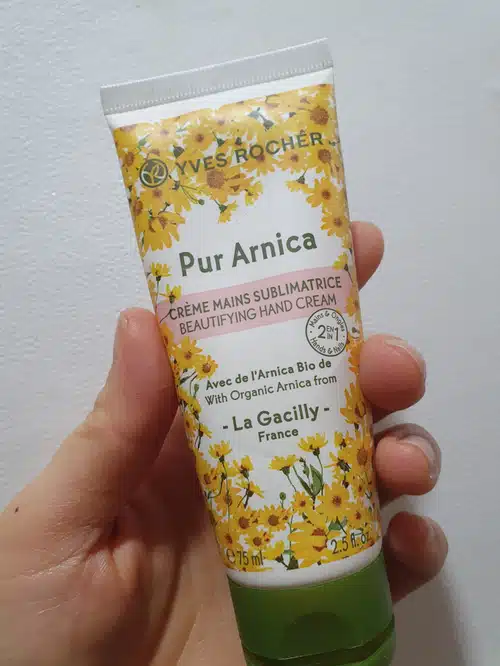 YVES ROCHER
Pur Arnica
CRÈME MAINS SUBLIMATRICE
BEAUTIFYING HAND CREAM
Mains & Ongles
2 EN IN 1
Hands & Nails
Avec de l'Arnica Bio de
With Organic Arnica from
- La Gacilly -
France
e 75 ml 2.5 fl. oz